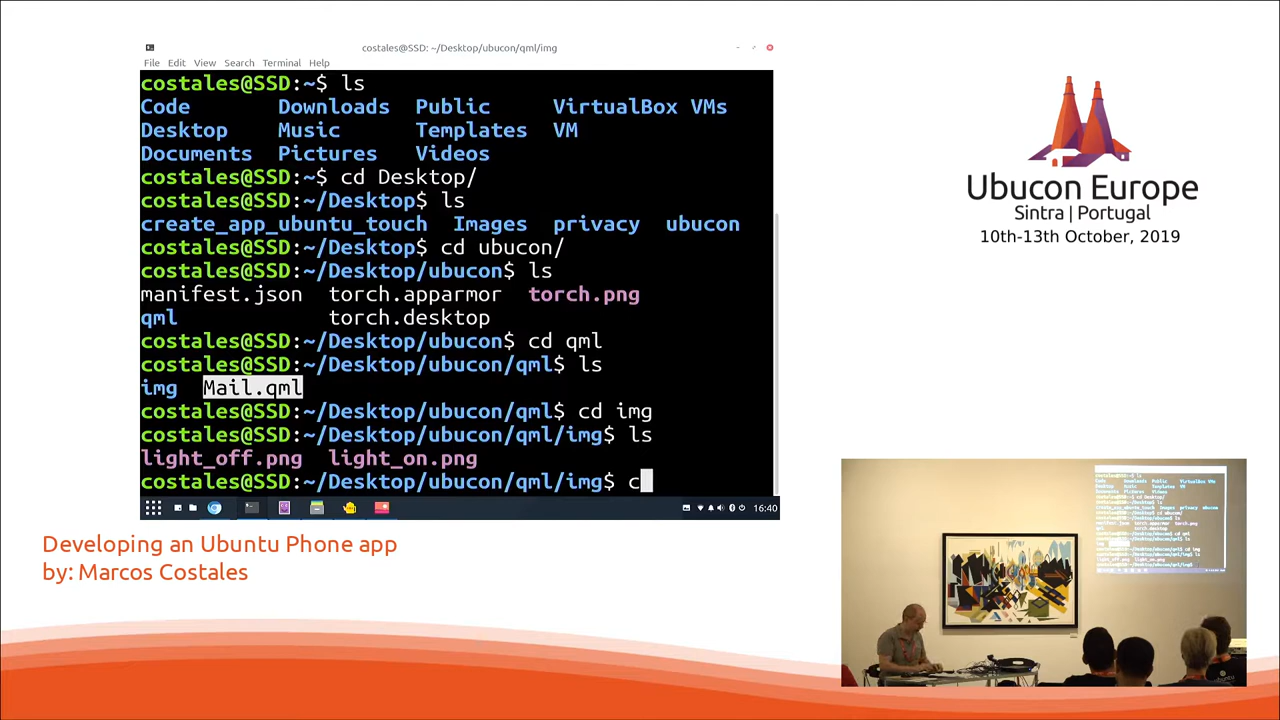 costales@SSD: ~/Desktop/ubucon/qml/img
File Edit View Search Terminal Help
costales@SSD:~$ ls
Code Downloads Public VirtualBox VMs
Desktop Music Templates VM
Documents Pictures Videos
costales@SSD:~$ cd Desktop/
costales@SSD:~/Desktop$ ls
create_app_ubuntu_touch Images privacy ubucon
costales@SSD:~/Desktop$ cd ubucon/
costales@SSD:~/Desktop/ubucon$ ls
manifest.json torch.apparmor torch.png
qml torch.desktop
costales@SSD:~/Desktop/ubucon$ cd qml
costales@SSD:~/Desktop/ubucon/qml$ ls
img Mail.qml
costales@SSD:~/Desktop/ubucon/qml$ cd img
costales@SSD:~/Desktop/ubucon/qml/img$ ls
light_off.png light_on.png
costales@SSD:~/Desktop/ubucon/qml/img$ c
16:40
Ubucon Europe
Sintra | Portugal
10th-13th October, 2019
Developing an Ubuntu Phone app
by: Marcos Costales